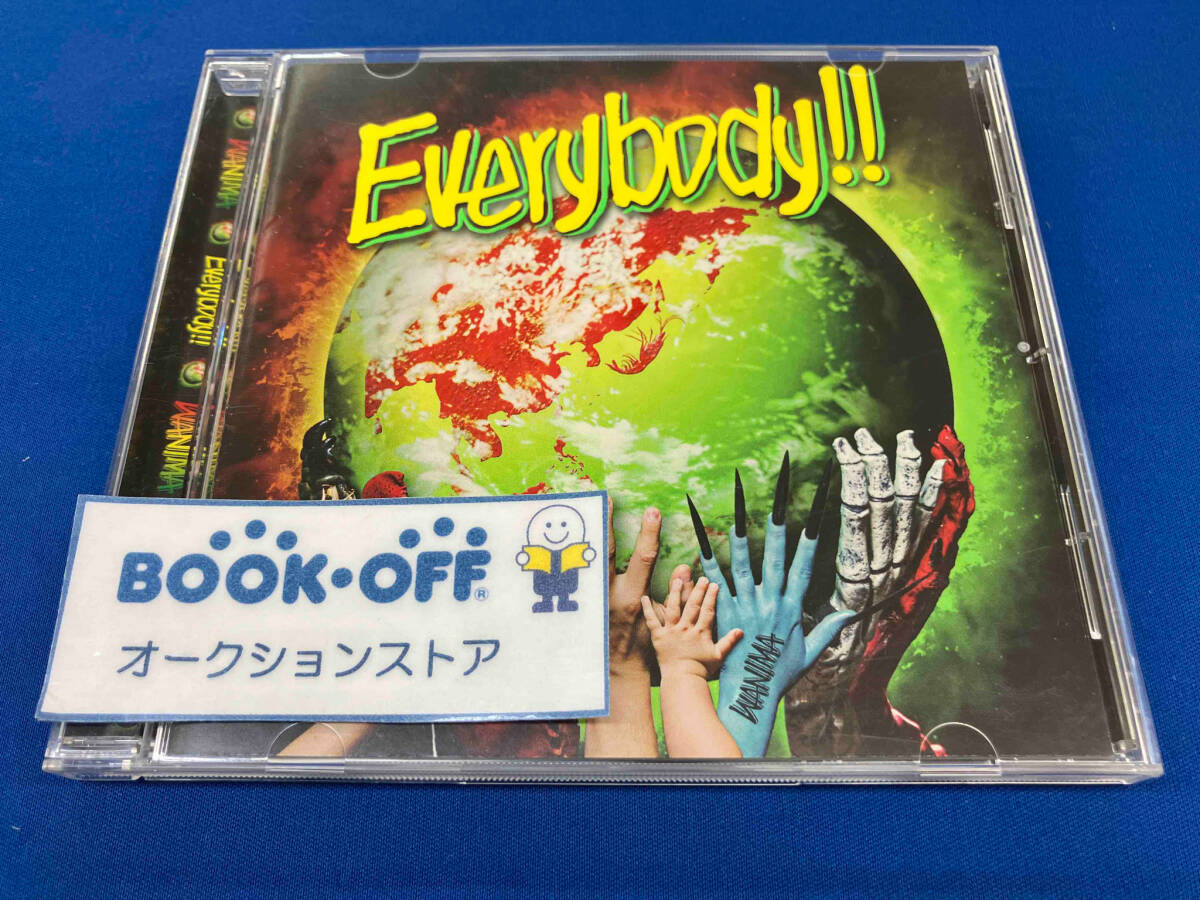 Everybody!!
WANIMA
Everybody!!
WANIMA
BOOK・OFF®
オークションストア
WANIMA